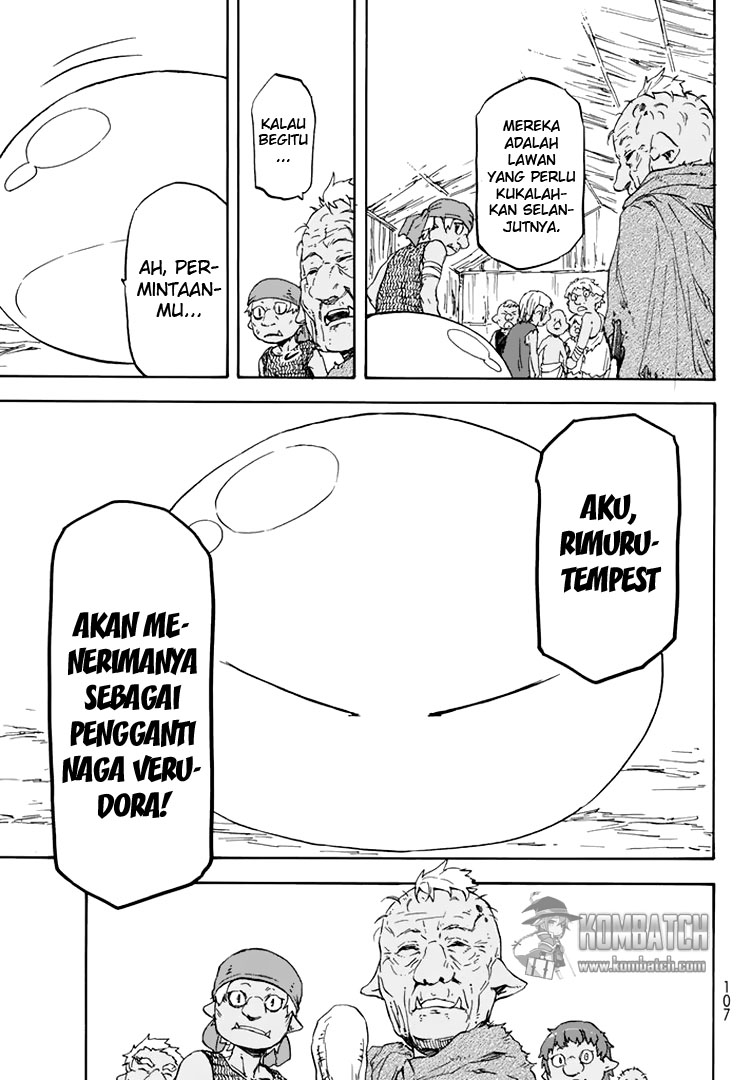 MEREKA
ADALAH
LAWAN
YANG PERLU
KUKALAH-
KAN SELAN-
JUTNYA.
KALAU
BEGITU
...
AH, PER-
MINTAAN-
MU...
AKU,
RIMURU-
TEMPEST
AKAN ME-
NERIMANYA
SEBAGAI
PENGGANTI
NAGA VERU-
DORA!
KOMBATCH
www.kombatch.com
107